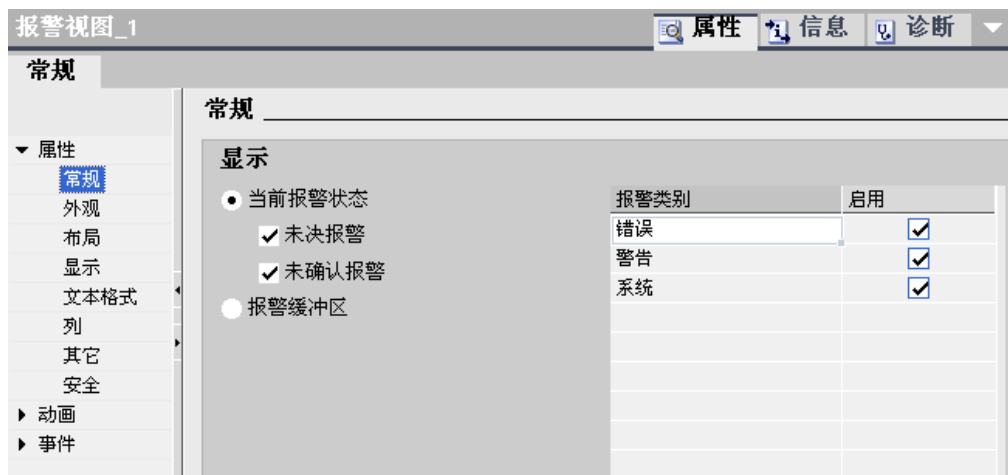 报警视图_1
属性 信息 诊断
常规
常规
属性
常规
外观
布局
显示
文本格式
列
其它
安全
动画
事件
显示
当前报警状态
未决报警
未确认报警
报警缓冲区
报警类别 启用
错误
警告
系统